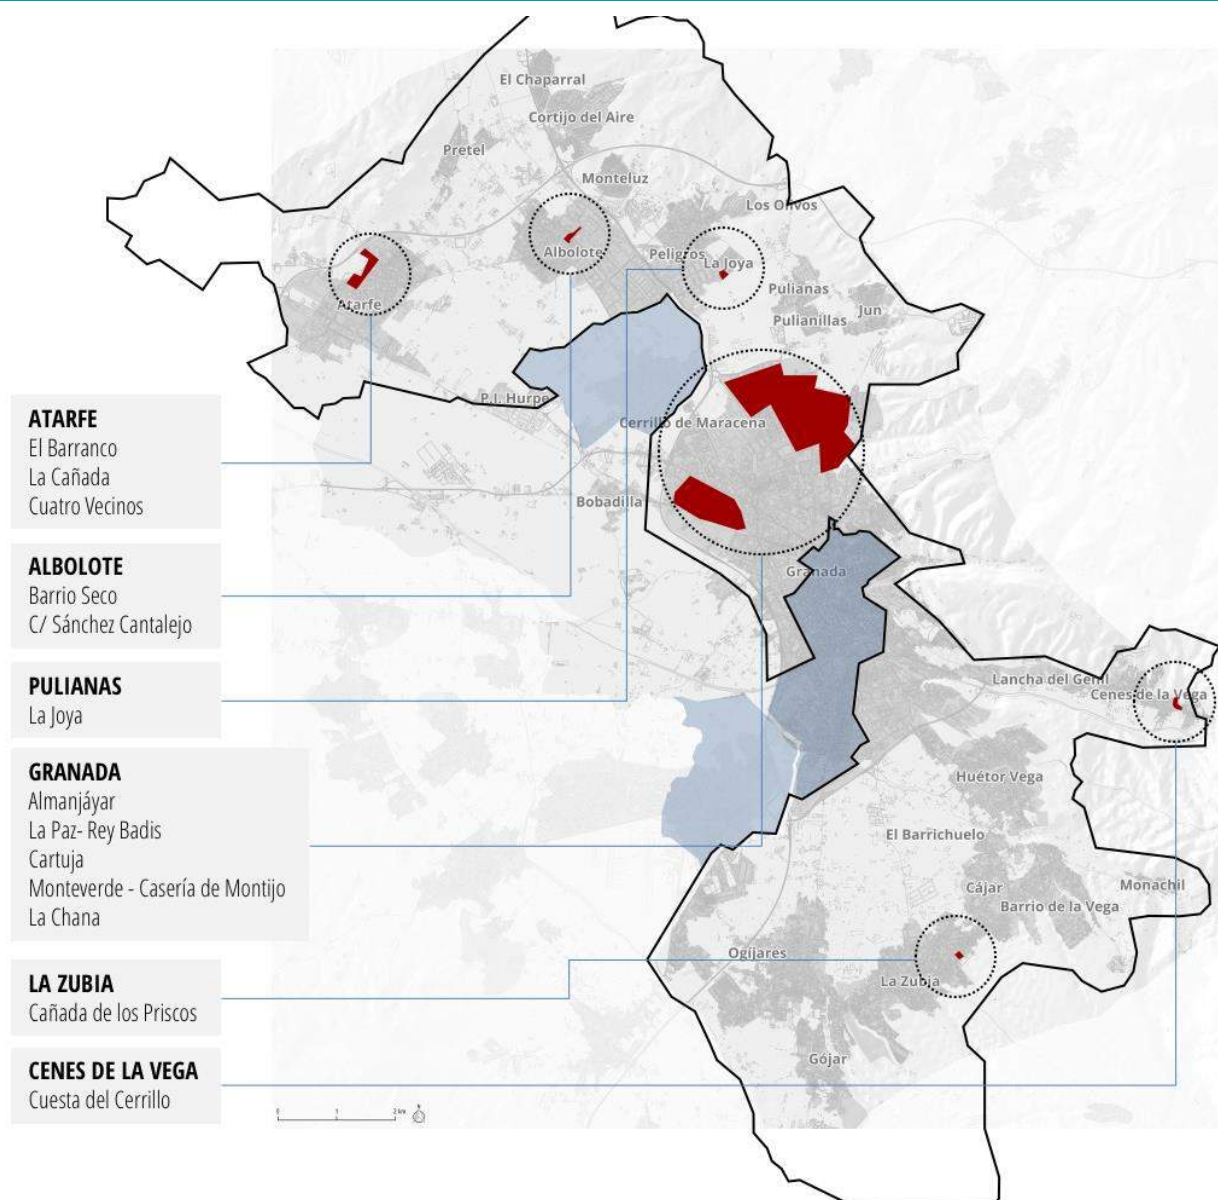 El Chaparral
Cortijo del Aire
Pretel
Monteluz
Los Olivos
Albolote
Peligros
La Joya
Pulianas
Atarfe
Pulianillas
Jun
P.I. Hurpe
Cerrillo de Maracena
Bobadilla
Granada
Lancha del Genil
Cenes de la Vega
Huétor Vega
El Barrichuelo
Cájar
Monachil
Barrio de la Vega
Ogíjares
La Zubia
Gójar
ATARFE
El Barranco
La Cañada
Cuatro Vecinos
ALBOLOTE
Barrio Seco
C/ Sánchez Cantalejo
PULIANAS
La Joya
GRANADA
Almanjáyar
La Paz- Rey Badis
Cartuja
Monteverde - Casería de Montijo
La Chana
LA ZUBIA
Cañada de los Priscos
CENES DE LA VEGA
Cuesta del Cerrillo
0 1 2 km
N